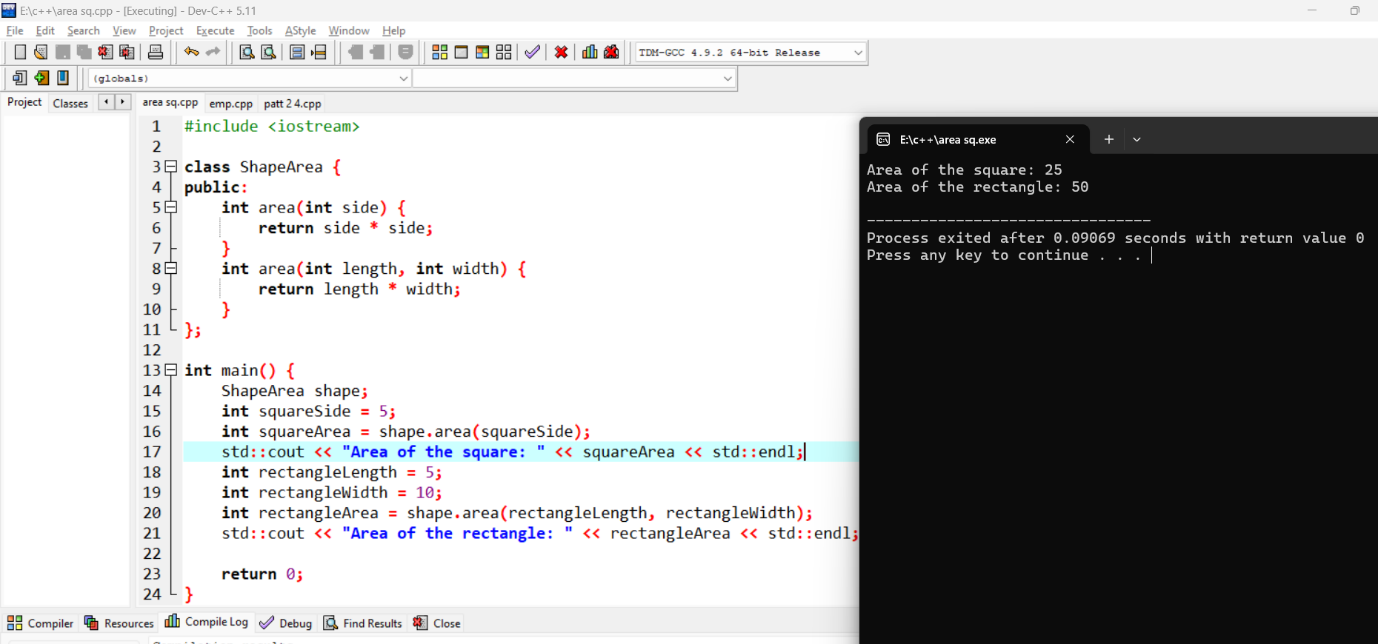 E:\c++\area sq.cpp - [Executing] - Dev-C++ 5.11
File Edit Search View Project Execute Tools AStyle Window Help
TDM-GCC 4.9.2 64-bit Release
(globals)
Project Classes
area sq.cpp emp.cpp patt 2 4.cpp
1 #include <iostream>
2
3 class ShapeArea {
4 public:
5     int area(int side) {
6         return side * side;
7     }
8     int area(int length, int width) {
9         return length * width;
10     }
11 };
12
13 int main() {
14     ShapeArea shape;
15     int squareSide = 5;
16     int squareArea = shape.area(squareSide);
17     std::cout << "Area of the square: " << squareArea << std::endl;
18     int rectangleLength = 5;
19     int rectangleWidth = 10;
20     int rectangleArea = shape.area(rectangleLength, rectangleWidth);
21     std::cout << "Area of the rectangle: " << rectangleArea << std::endl;
22
23     return 0;
24 }
E:\c++\area sq.exe
Area of the square: 25
Area of the rectangle: 50
--------------------------------
Process exited after 0.09069 seconds with return value 0
Press any key to continue . . .
Compiler Resources Compile Log Debug Find Results Close